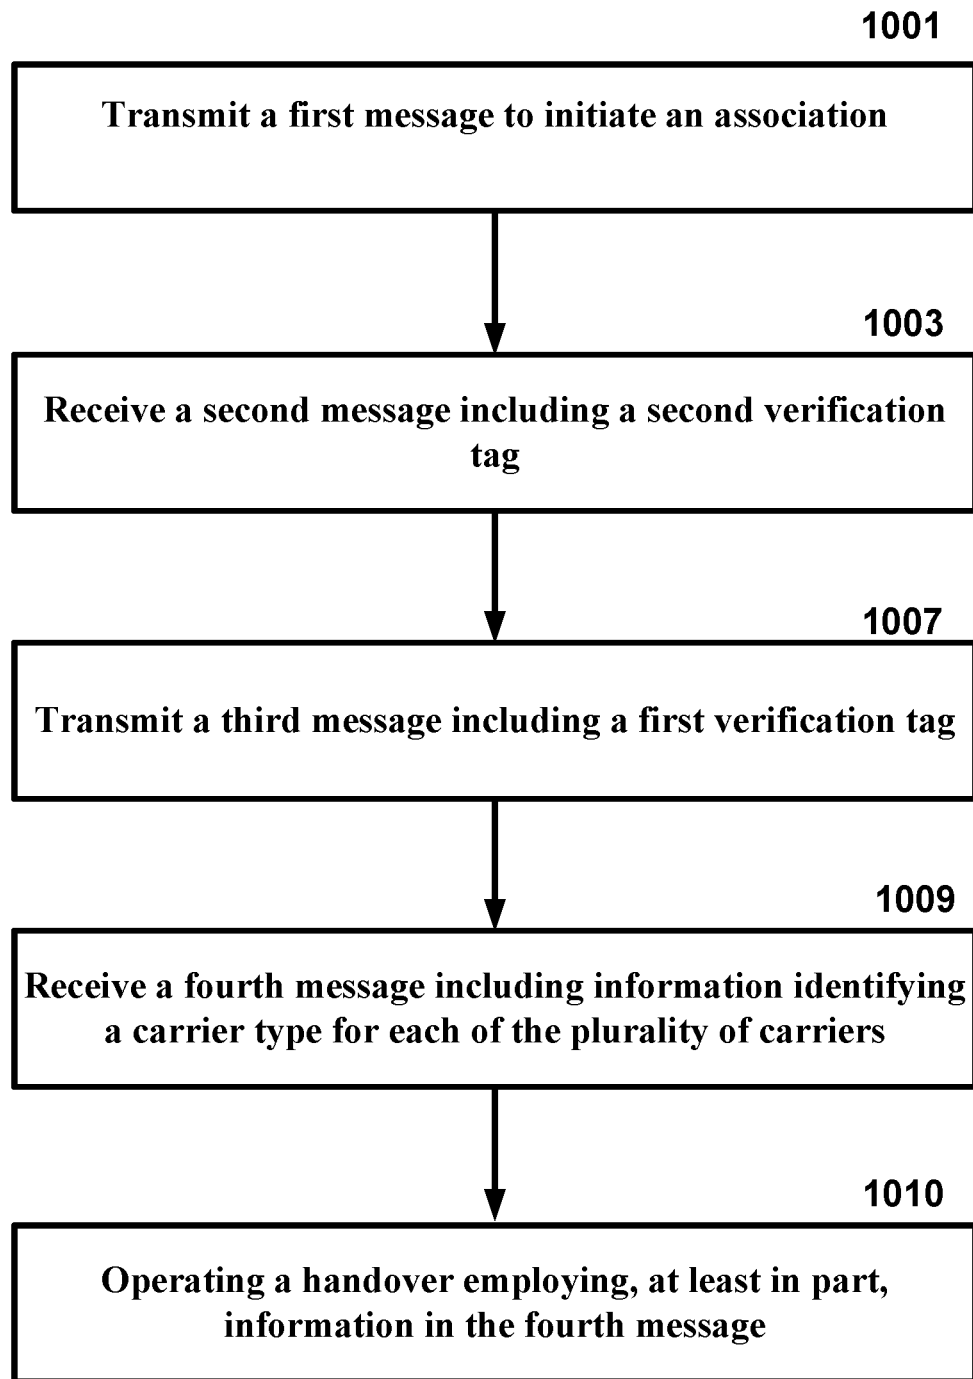 1001
Transmit a first message to initiate an association
1003
Receive a second message including a second verification
tag
1007
Transmit a third message including a first verification tag
1009
Receive a fourth message including information identifying
a carrier type for each of the plurality of carriers
1010
Operating a handover employing, at least in part,
information in the fourth message